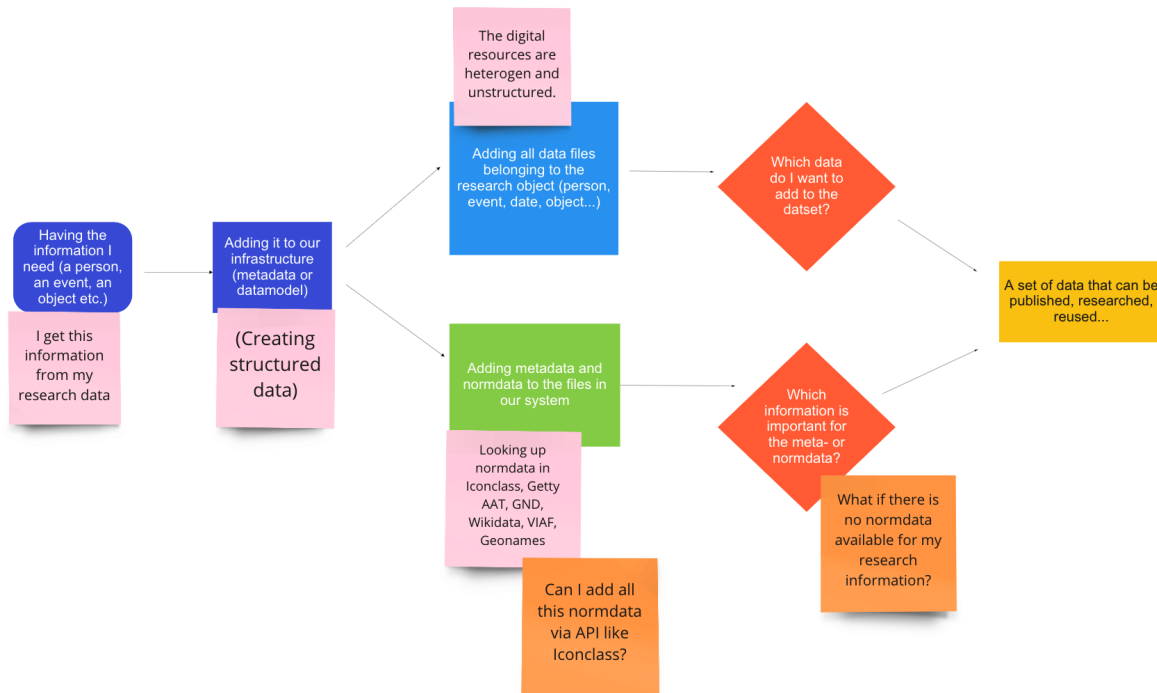 The digital
resources are
heterogen and
unstructured.
Adding all data files
belonging to the
research object (person,
event, date, object...)
Which data
do I want to
add to the
datset?
Having the
information I
need (a person,
an event, an
object etc.)
Adding it to our
infrastructure
(metadata or
datamodel)
A set of data that can be
published, researched,
reused...
I get this
information
from my
research data
(Creating
structured
data)
Adding metadata and
normdata to the files in
our system
Which
information is
important for
the meta- or
normdata?
Looking up
normdata in
Iconclass, Getty
AAT, GND,
Wikidata, VIAF,
Geonames
What if there is
no normdata
available for my
research
information?
Can I add all
this normdata
via API like
Iconclass?